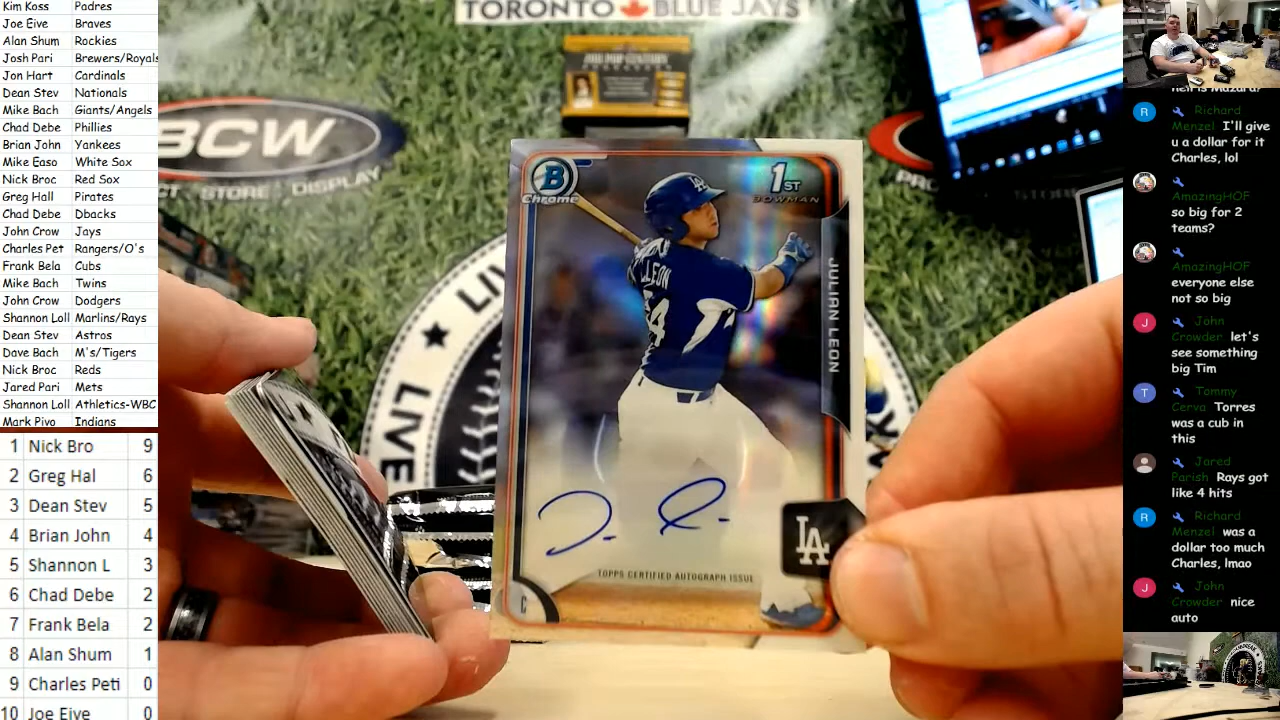 Kim Koss Padres
Joe Eive Braves
Alan Shum Rockies
Josh Pari Brewers/Royals
Jon Hart Cardinals
Dean Stev Nationals
Mike Bach Giants/Angels
Chad Debe Phillies
Brian John Yankees
Mike Easo White Sox
Nick Broc Red Sox
Greg Hall Pirates
Chad Debe Dbacks
John Crow Jays
Charles Pet Rangers/O's
Frank Bela Cubs
Mike Bach Twins
John Crow Dodgers
Shannon Loll Marlins/Rays
Dean Stev Astros
Dave Bach M's/Tigers
Nick Broc Reds
Jared Pari Mets
Shannon Loll Athletics-WBC
Mark Pivo Indians
1 Nick Bro 9
2 Greg Hal 6
3 Dean Stev 5
4 Brian John 4
5 Shannon L 3
6 Chad Debe 2
7 Frank Bela 2
8 Alan Shum 1
9 Charles Peti 0
10 Joe Eive 0
TORONTO BLUE JAYS
BCW
STORE DISPLAY
PRO
LIVE
LIV
B
Chrome
1ST
BOWMAN
LA
LEON
JULIAN LEON
LA
TOPPS CERTIFIED AUTOGRAPH ISSUE
C
hell is Mazara?
R Richard
Menzel I'll give
u a dollar for it
Charles, lol
AmazingHOF
so big for 2
teams?
AmazingHOF
everyone else
not so big
J John
Crowder let's
see something
big Tim
T Tommy
Cerva Torres
was a cub in
this
Jared
Parish Rays got
like 4 hits
R Richard
Menzel was a
dollar too much
Charles, lmao
J John
Crowder nice
auto